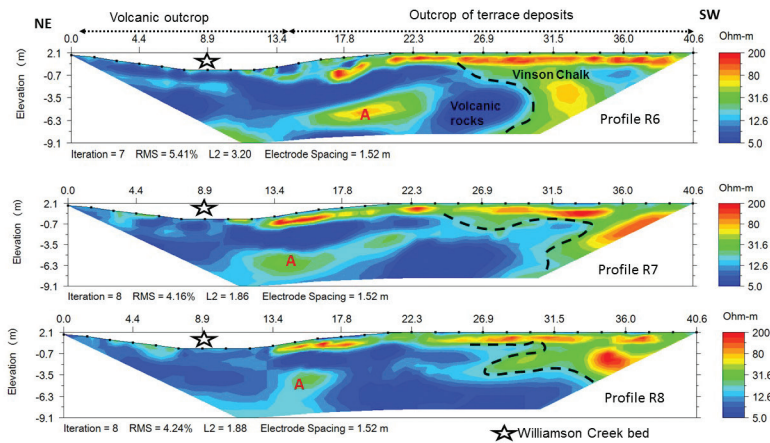 NE
Volcanic outcrop
Outcrop of terrace deposits
SW
0.0 4.4 8.9 13.4 17.8 22.3 26.9 31.5 36.0 40.6 Ohm-m
Elevation (m)
2.1
-0.7
-3.5
-6.3
-9.1
Vinson Chalk
Volcanic
rocks
A
Profile R6
200
80
31.6
12.6
5.0
Iteration = 7 RMS = 5.41% L2 = 3.20 Electrode Spacing = 1.52 m
0.0 4.4 8.9 13.4 17.8 22.3 26.9 31.1 36.0 40.6 Ohm-m
Elevation (m)
2.1
-0.7
-3.5
-6.3
-9.1
A
Profile R7
200
80
31.6
12.6
5.0
Iteration = 8 RMS = 4.16% L2 = 1.86 Electrode Spacing = 1.52 m
0.0 4.4 8.9 13.4 17.8 22.3 26.9 31.5 36.0 40.6 Ohm-m
Elevation (m)
2.1
-0.7
-3.5
-6.3
-9.1
A
Profile R8
200
80
31.6
12.6
5.0
Iteration = 8 RMS = 4.24% L2 = 1.88 Electrode Spacing = 1.52 m
Williamson Creek bed